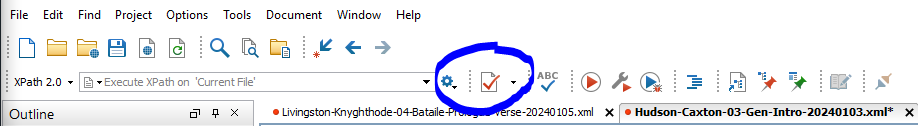 File Edit Find Project Options Tools Document Window Help
XPath 2.0 Execute XPath on 'Current File' ABC
Outline Livingston-Knyghthode-04-Bataile-Prologue-Verse-20240105.xml Hudson-Caxton-03-Gen-Intro-20240103.xml*